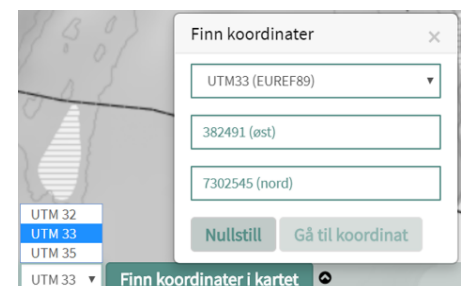 Finn koordinater ×
UTM33 (EUREF89) ▼
382491 (øst)
7302545 (nord)
Nullstill Gå til koordinat
UTM 32
UTM 33
UTM 35
UTM 33 ▼ Finn koordinater i kartet